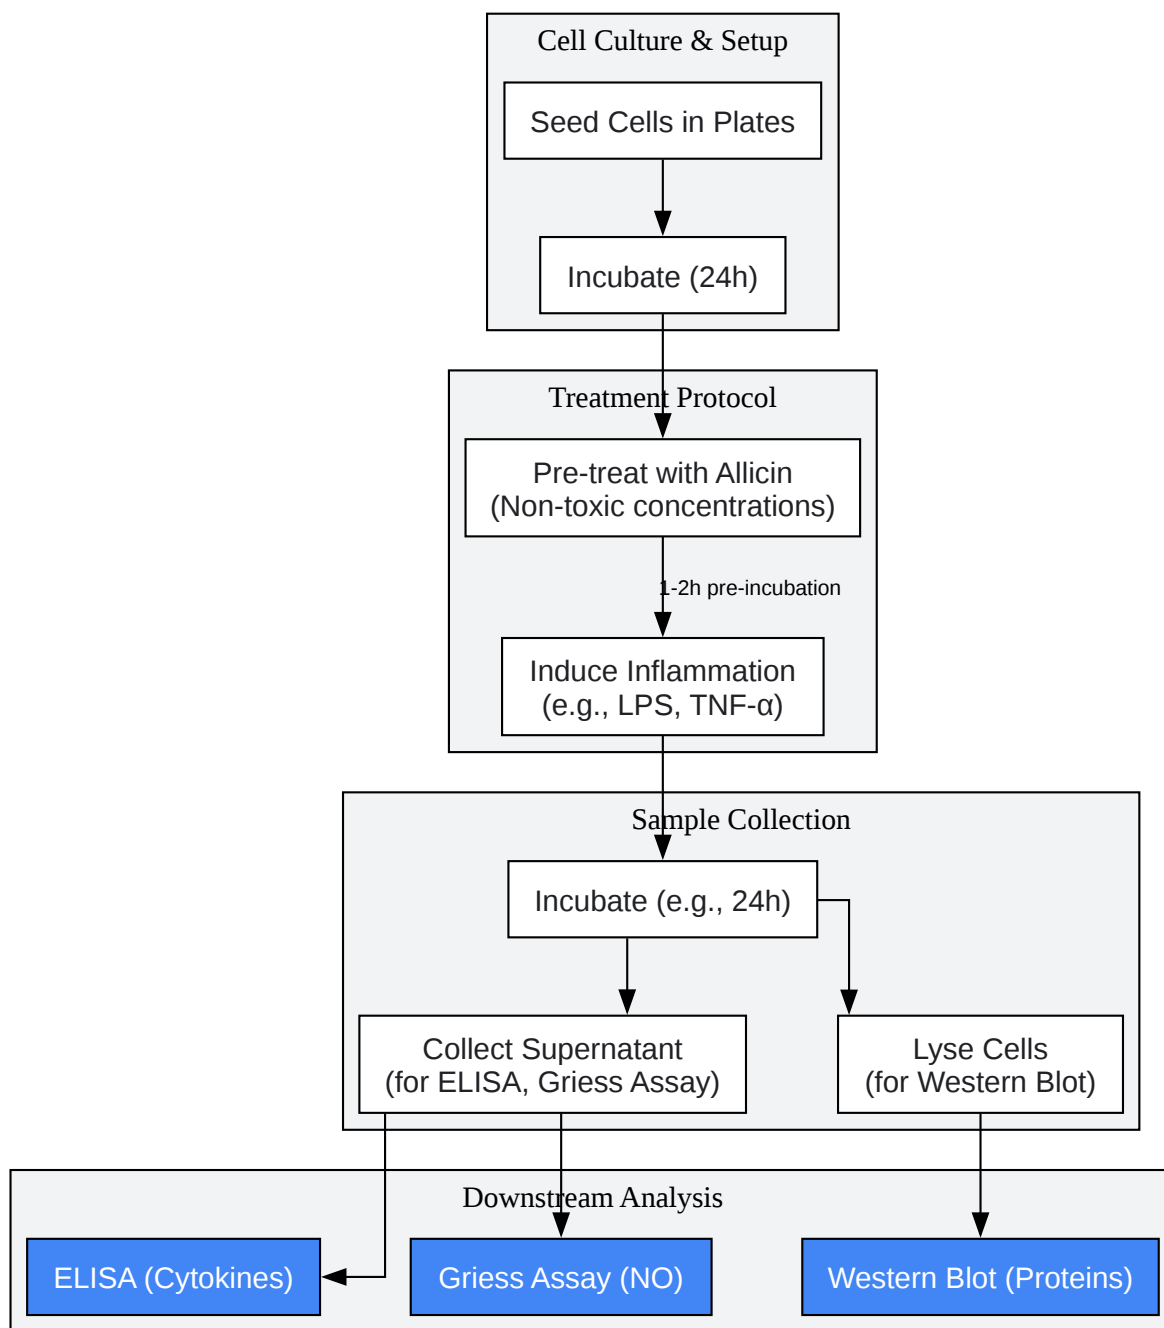 Cell Culture & Setup
Seed Cells in Plates
Incubate (24h)
Treatment Protocol
Pre-treat with Allicin
(Non-toxic concentrations)
1-2h pre-incubation
Induce Inflammation
(e.g., LPS, TNF-α)
Sample Collection
Incubate (e.g., 24h)
Collect Supernatant
(for ELISA, Griess Assay)
Lyse Cells
(for Western Blot)
Downstream Analysis
ELISA (Cytokines)
Griess Assay (NO)
Western Blot (Proteins)